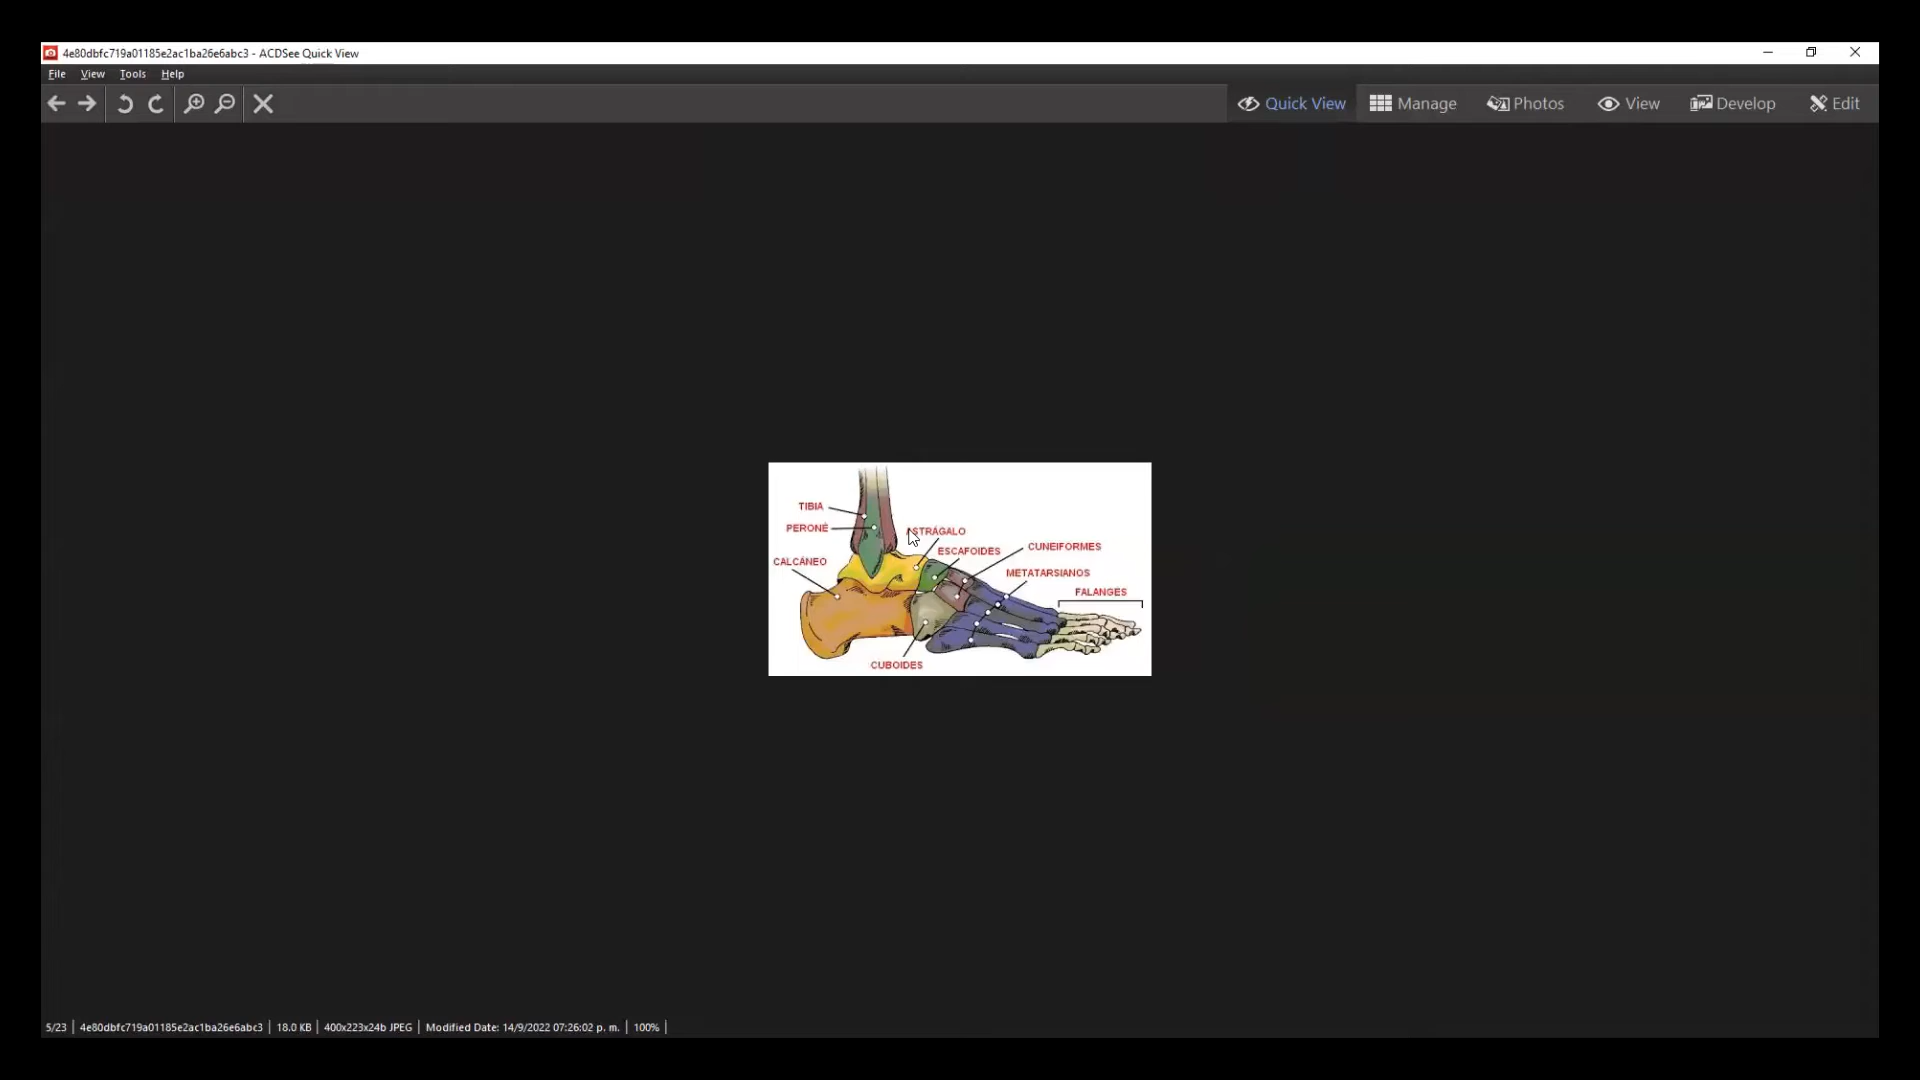 4e80dbfc719a01185e2ac1ba26e6abc3 - ACDSee Quick View
File View Tools Help
Quick View Manage Photos View Develop Edit
TIBIA
PERONÉ
ASTRÁGALO
ESCAFOIDES
CUNEIFORMES
CALCÁNEO
METATARSIANOS
FALANGES
CUBOIDES
5/23 | 4e80dbfc719a01185e2ac1ba26e6abc3 | 18.0 KB | 400x223x24b JPEG | Modified Date: 14/9/2022 07:26:02 p. m. | 100% |